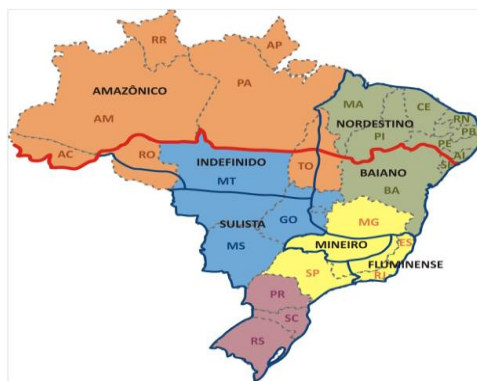 RR
AP
PA
AMAZÔNICO
AM
MA
CE
RN
NORDESTINO
PB
PI
PE
AL
AC
RO
INDEFINIDO
TO
SE
MT
BAIANO
BA
GO
SULISTA
MG
MS
MINEIRO
ES
FLUMINENSE
SP
RJ
PR
SC
RS